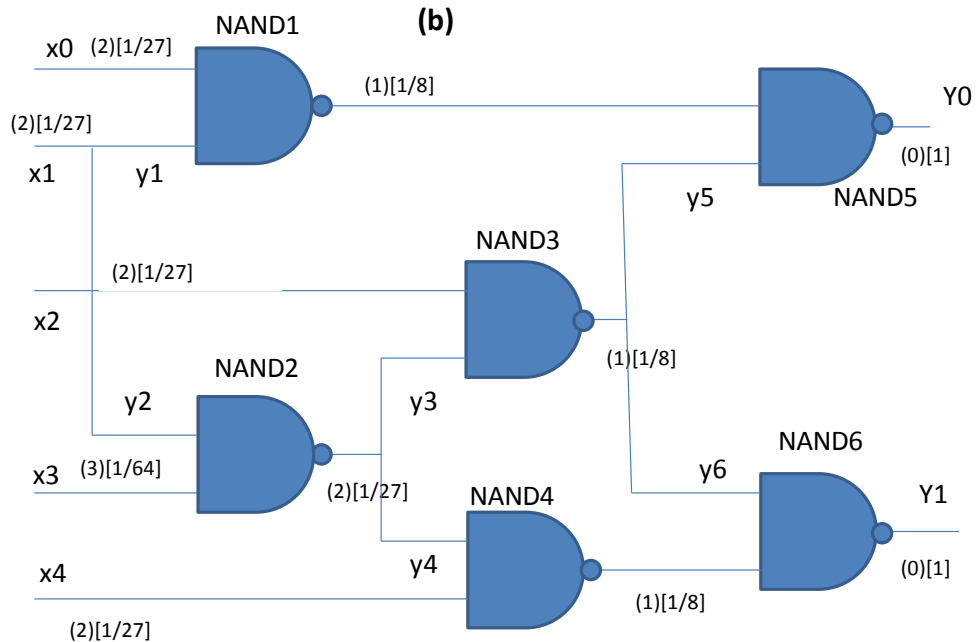 (b)
NAND1
x0 (2)[1/27]
(1)[1/8]
Y0
(2)[1/27]
(0)[1]
x1 y1
y5
NAND5
NAND3
(2)[1/27]
x2
(1)[1/8]
NAND2
y2
y3
NAND6
x3 (3)[1/64]
(2)[1/27]
NAND4
y6
Y1
x4
y4
(0)[1]
(2)[1/27]
(1)[1/8]